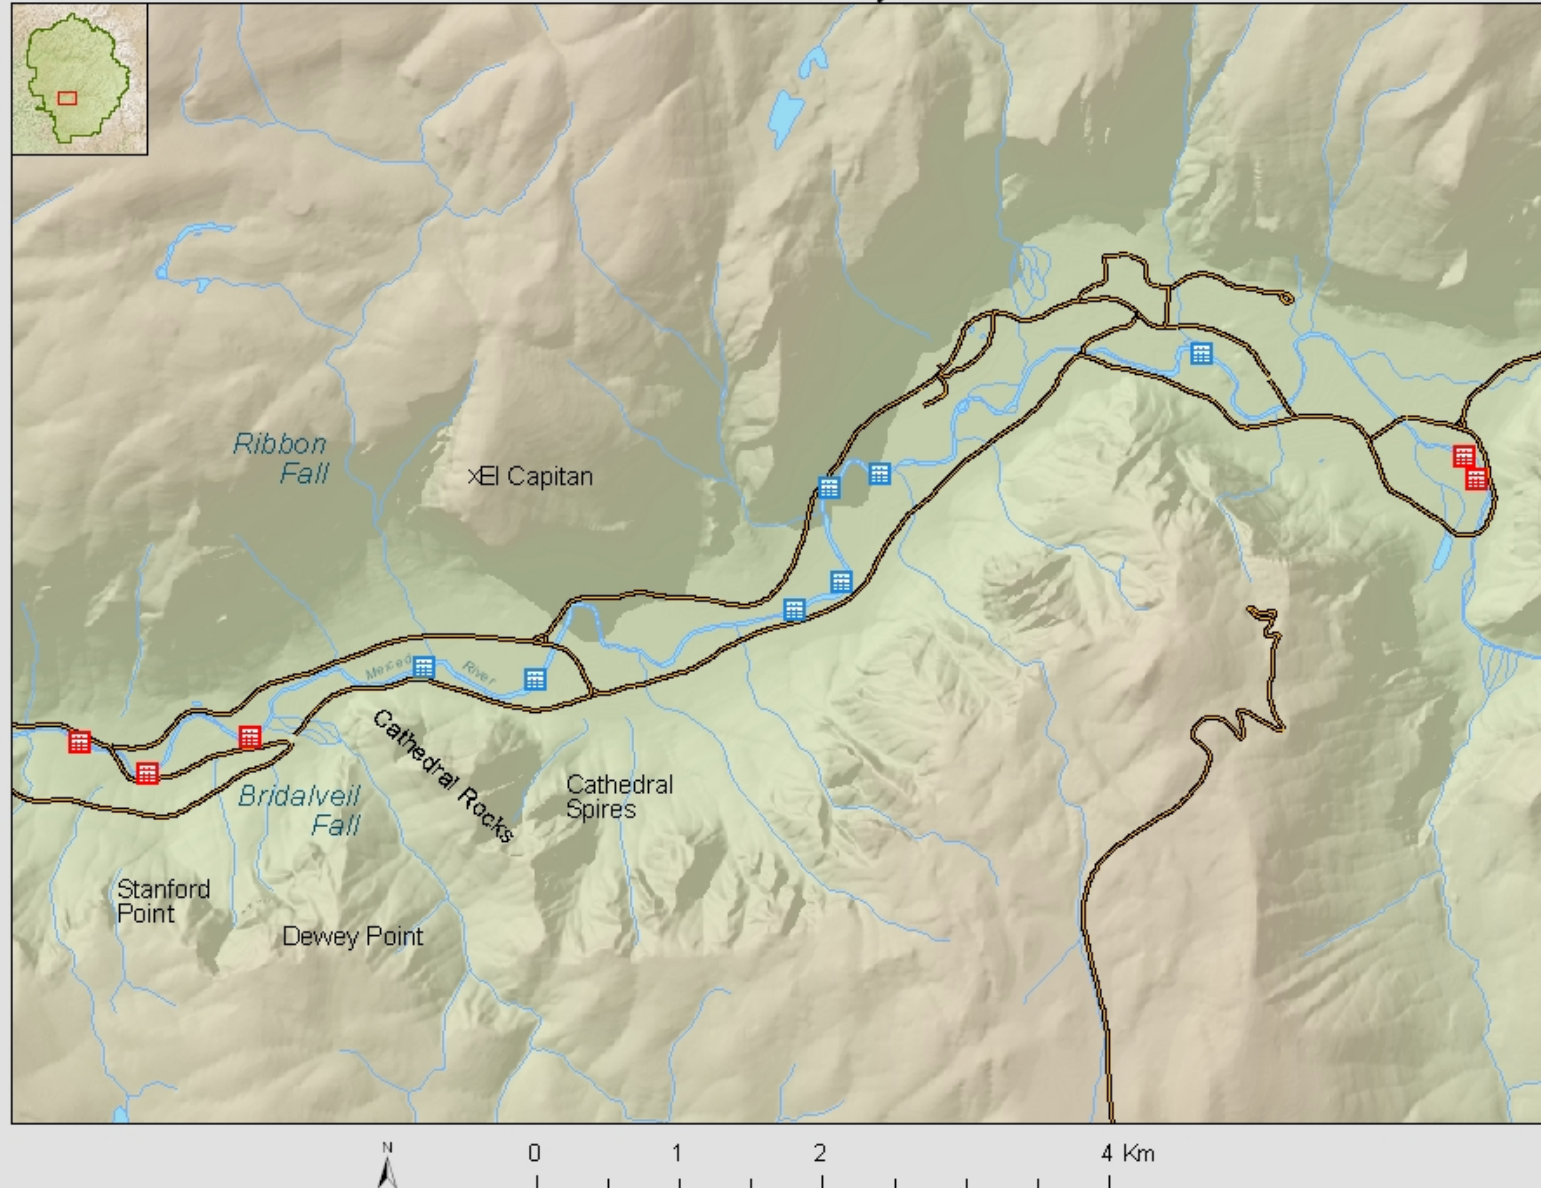 Ribbon
Fall
xEl Capitan
Merced
River
Cathedral Rocks
Cathedral
Spires
Bridalveil
Fall
Stanford
Point
Dewey Point
N
0 1 2 4 Km